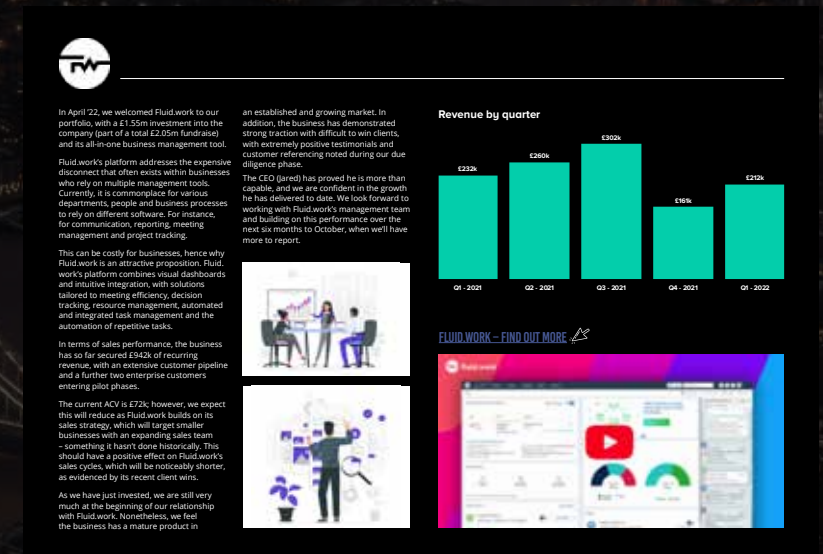 In April '22, we welcomed Fluid.work to our
portfolio, with a £1.55m investment into the
company (part of a total £2.05m fundraise)
and its all-in-one business management tool.
Fluid.work's platform addresses the expensive
disconnect that often exists within businesses
who rely on multiple management tools.
Currently, it is commonplace for various
departments, people and business processes
to rely on different software. For instance,
for communication, reporting, meeting
management and project tracking.
This can be costly for businesses, hence why
Fluid.work is an attractive proposition. Fluid.
work's platform combines visual dashboards
and intuitive integration, with solutions
tailored to meeting efficiency, decision
tracking, resource management, automated
and integrated task management and the
automation of repetitive tasks.
In terms of sales performance, the business
has so far secured £942k of recurring
revenue, with an extensive customer pipeline
and a further two enterprise customers
entering pilot phases.
The current ACV is £72k; however, we expect
this will reduce as Fluid.work builds on its
sales strategy, which will target smaller
businesses with an expanding sales team
– something it hasn't done historically. This
should have a positive effect on Fluid.work's
sales cycles, which will be noticeably shorter,
as evidenced by its recent client wins.
As we have just invested, we are still very
much at the beginning of our relationship
with Fluid.work. Nonetheless, we feel
the business has a mature product in
an established and growing market. In
addition, the business has demonstrated
strong traction with difficult to win clients,
with extremely positive testimonials and
customer referencing noted during our due
diligence phase.
The CEO (Jared) has proved he is more than
capable, and we are confident in the growth
he has delivered to date. We look forward to
working with Fluid.work's management team
and building on this performance over the
next six months to October, when we'll have
more to report.
Revenue by quarter
£232k
£260k
£302k
£161k
£212k
Q1 - 2021
Q2 - 2021
Q3 - 2021
Q4 - 2021
Q1 - 2022
FLUID.WORK – FIND OUT MORE
fluid.work